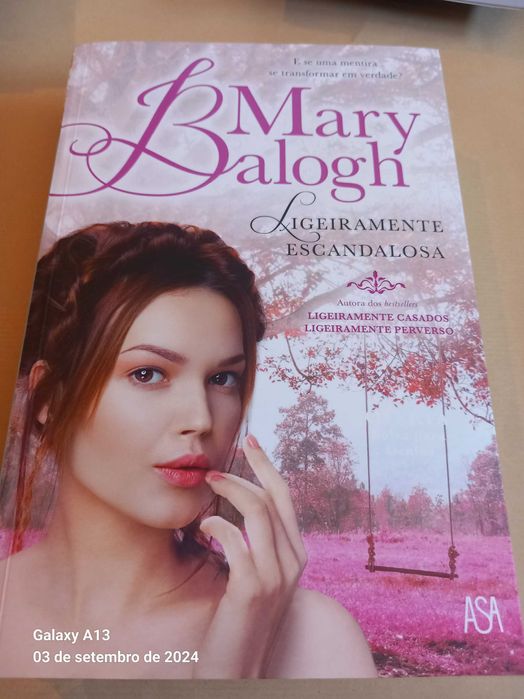 E se uma mentira
se transformar em verdade?
Mary
Balogh
LIGEIRAMENTE
ESCANDALOSA
Autora dos bestsellers
LIGEIRAMENTE CASADOS
LIGEIRAMENTE PERVERSO
ASA
Galaxy A13
03 de setembro de 2024